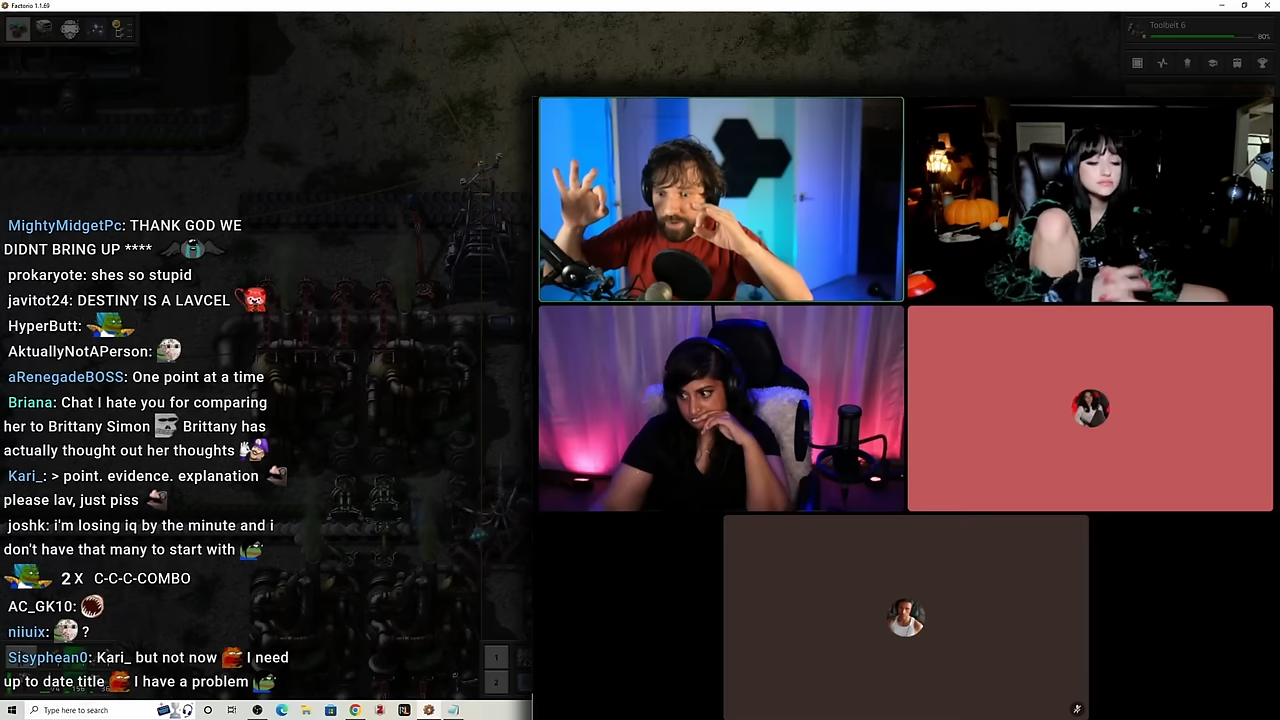 Factorio 1.1.69
Toolbelt 6
80%
MightyMidgetPc: THANK GOD WE
DIDNT BRING UP ****
prokaryote: shes so stupid
javitot24: DESTINY IS A LAVCEL
HyperButt:
AktuallyNotAPerson:
aRenegadeBOSS: One point at a time
Briana: Chat I hate you for comparing
her to Brittany Simon Brittany has
actually thought out her thoughts
Kari_: > point. evidence. explanation
please lav, just piss
joshk: i'm losing iq by the minute and i
don't have that many to start with
2 X C-C-C-COMBO
AC_GK10:
niiuix: ?
Sisyphean0: Kari_ but not now I need
up to date title I have a problem
1
2
Type here to search